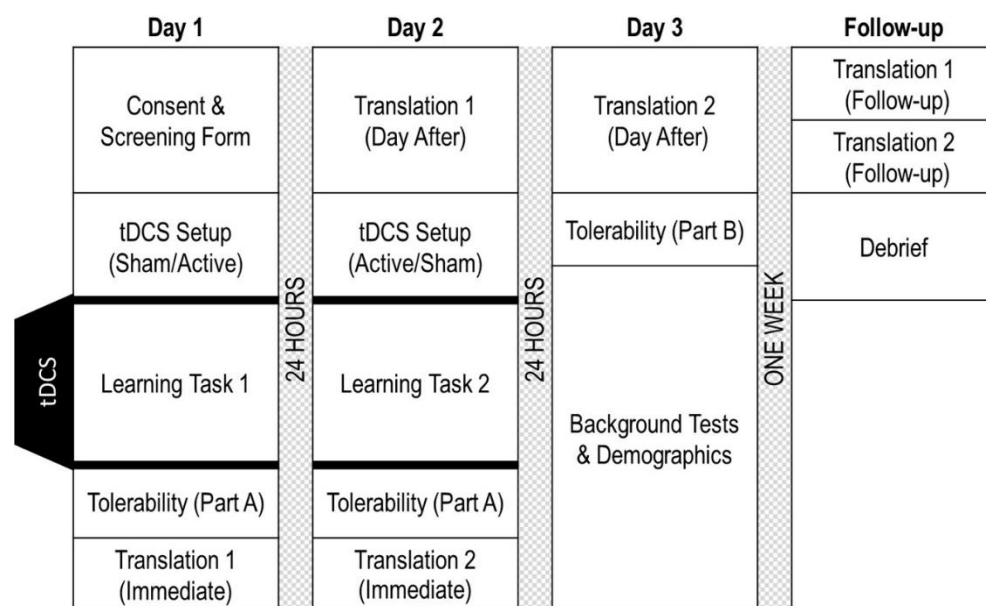 Day 1
Consent &
Screening Form
tDCS Setup
(Sham/Active)
tDCS
Learning Task 1
Tolerability (Part A)
Translation 1
(Immediate)
24 HOURS
Day 2
Translation 1
(Day After)
tDCS Setup
(Active/Sham)
Learning Task 2
Tolerability (Part A)
Translation 2
(Immediate)
24 HOURS
Day 3
Translation 2
(Day After)
Tolerability (Part B)
Background Tests
& Demographics
ONE WEEK
Follow-up
Translation 1
(Follow-up)
Translation 2
(Follow-up)
Debrief